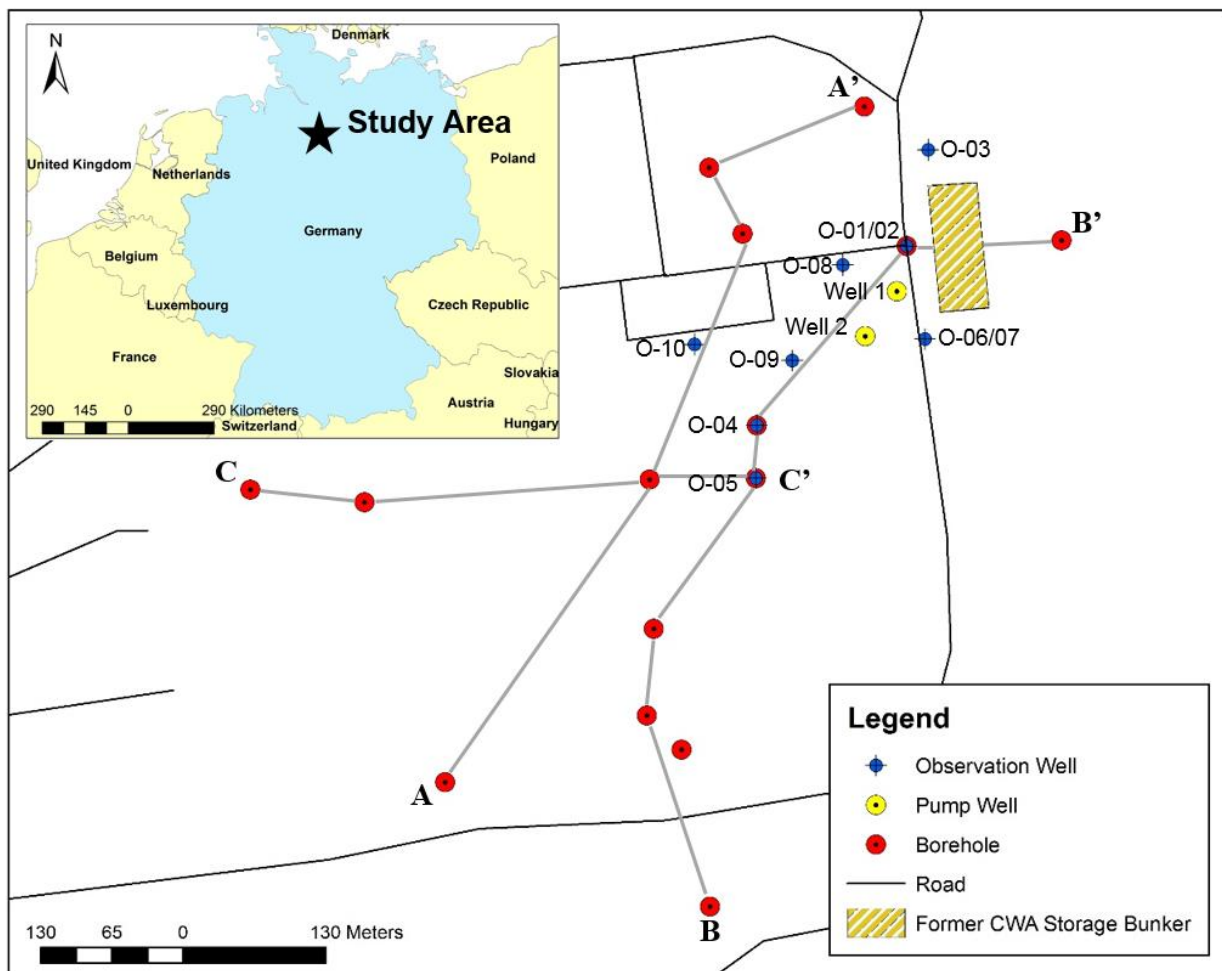 N
Denmark
Study Area
United Kingdom
Netherlands
Poland
Germany
Belgium
Luxembourg
Czech Republic
France
Slovakia
Austria
Hungary
290 145 0 290 Kilometers
Switzerland
A’
O-03
O-01/02
B’
O-08
Well 1
Well 2
O-06/07
O-10
O-09
O-04
C
O-05
C’
A
B
Legend
Observation Well
Pump Well
Borehole
Road
Former CWA Storage Bunker
130 65 0 130 Meters